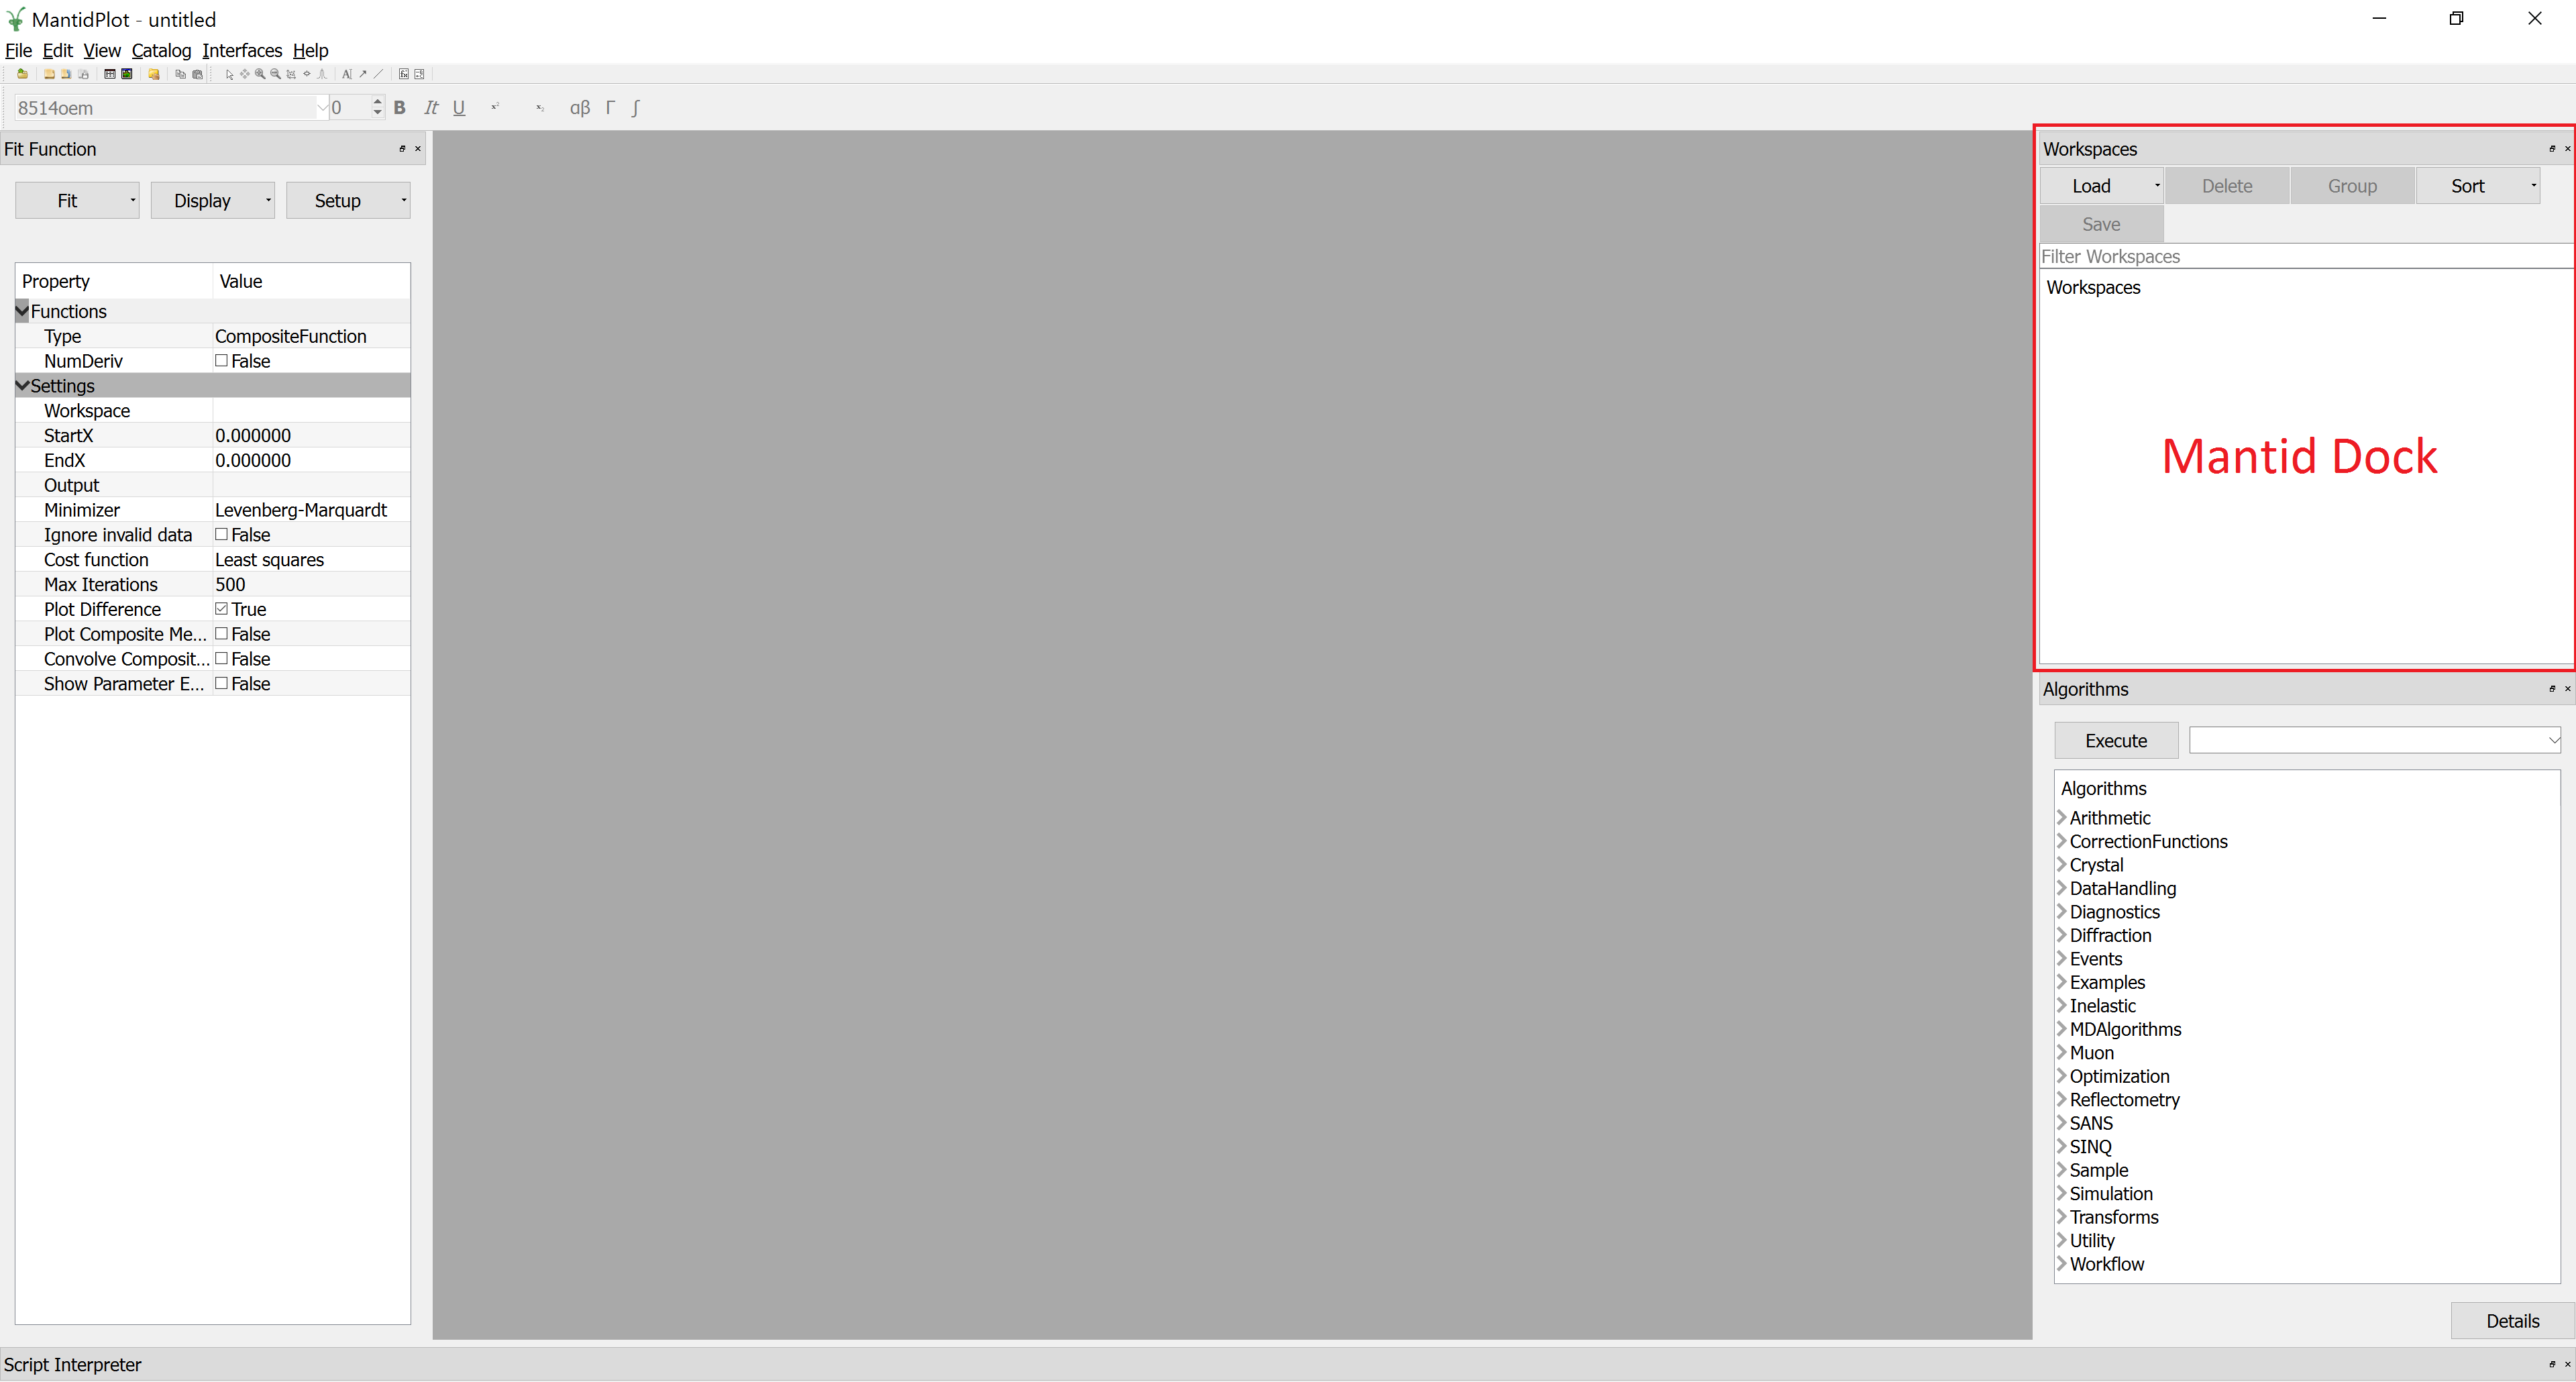 MantidPlot - untitled
File Edit View Catalog Interfaces Help
8514oem 0 B It U x² x₂ αβ Γ ∫
Fit Function
Fit Display Setup
Property Value
Functions
Type CompositeFunction
NumDeriv False
Settings
Workspace
StartX 0.000000
EndX 0.000000
Output
Minimizer Levenberg-Marquardt
Ignore invalid data False
Cost function Least squares
Max Iterations 500
Plot Difference True
Plot Composite Me... False
Convolve Composit... False
Show Parameter E... False
Workspaces
Load Delete Group Sort
Save
Filter Workspaces
Workspaces
Mantid Dock
Algorithms
Execute
Algorithms
Arithmetic
CorrectionFunctions
Crystal
DataHandling
Diagnostics
Diffraction
Events
Examples
Inelastic
MDAlgorithms
Muon
Optimization
Reflectometry
SANS
SINQ
Sample
Simulation
Transforms
Utility
Workflow
Details
Script Interpreter